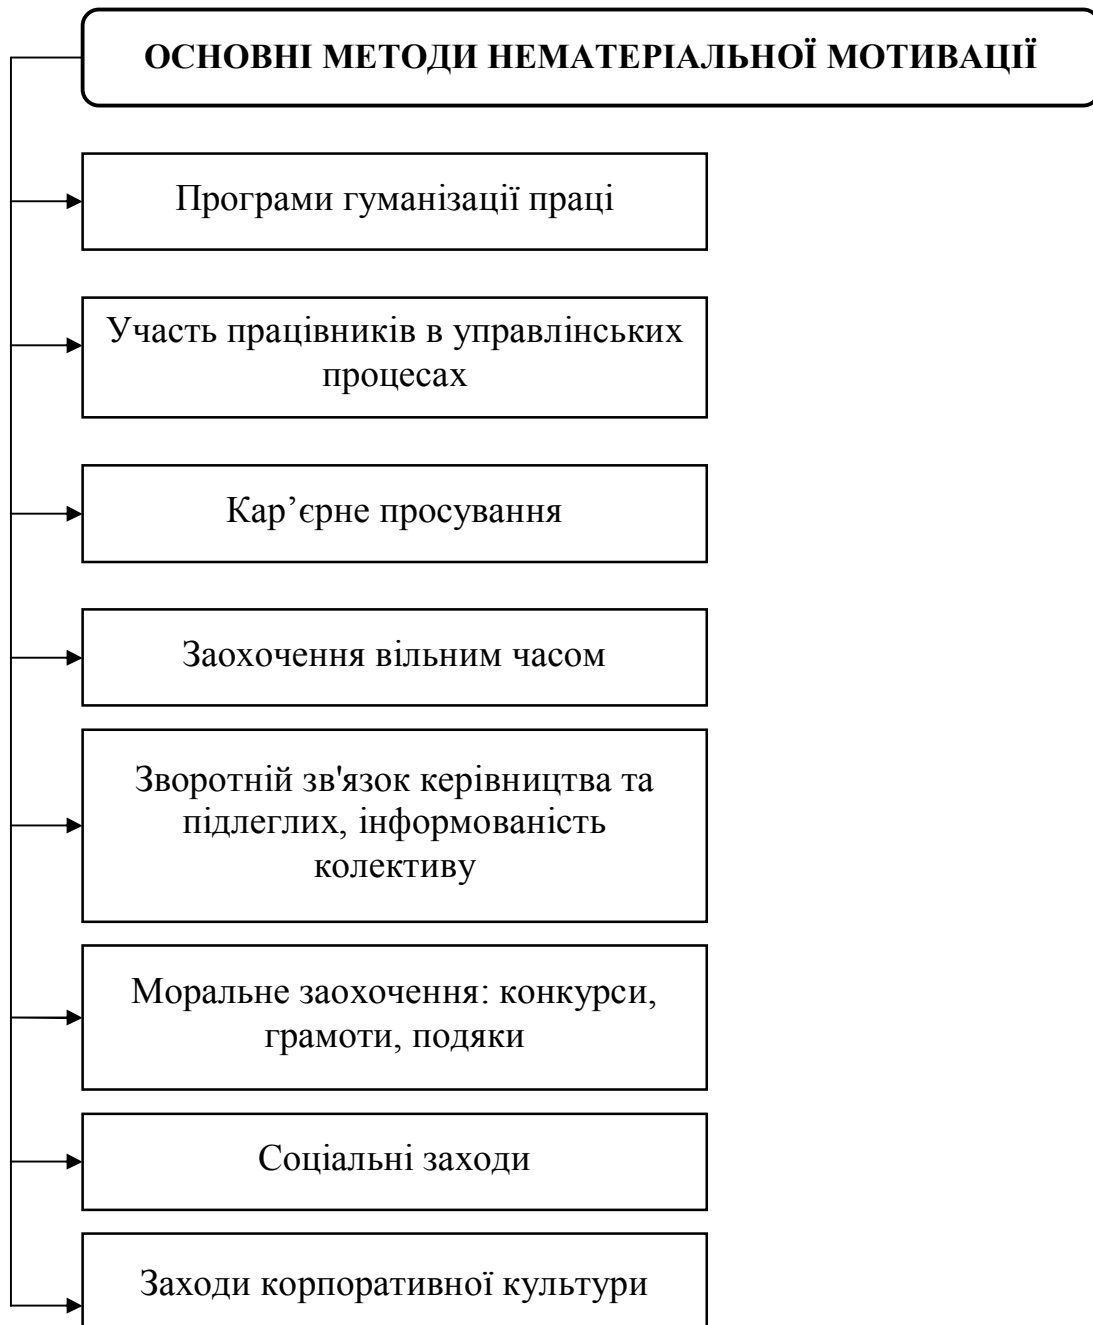 ОСНОВНІ МЕТОДИ НЕМАТЕРІАЛЬНОЇ МОТИВАЦІЇ
Програми гуманізації праці
Участь працівників в управлінських
процесах
Кар’єрне просування
Заохочення вільним часом
Зворотній зв'язок керівництва та
підлеглих, інформованість
колективу
Моральне заохочення: конкурси,
грамоти, подяки
Соціальні заходи
Заходи корпоративної культури